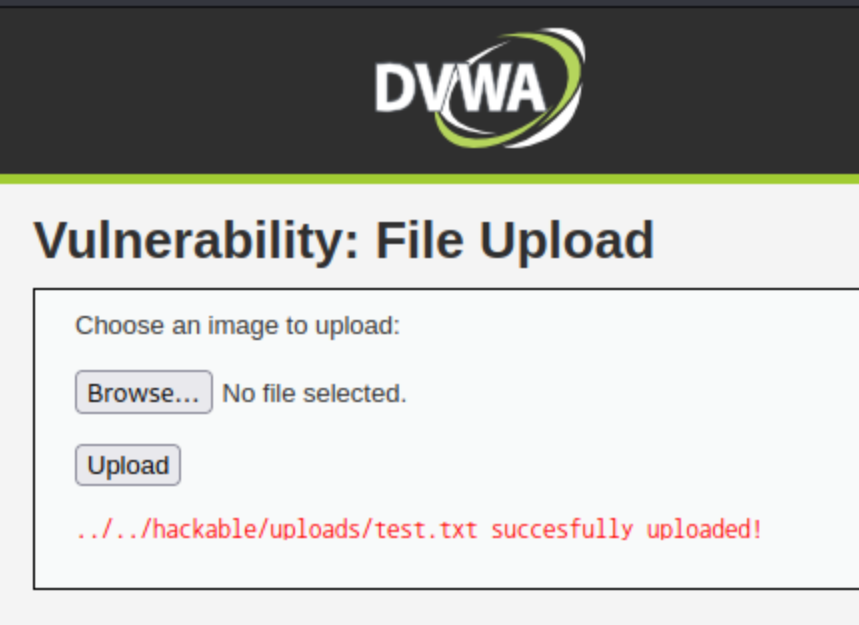 DVWA
Vulnerability: File Upload
Choose an image to upload:
Browse... No file selected.
Upload
../../hackable/uploads/test.txt succesfully uploaded!